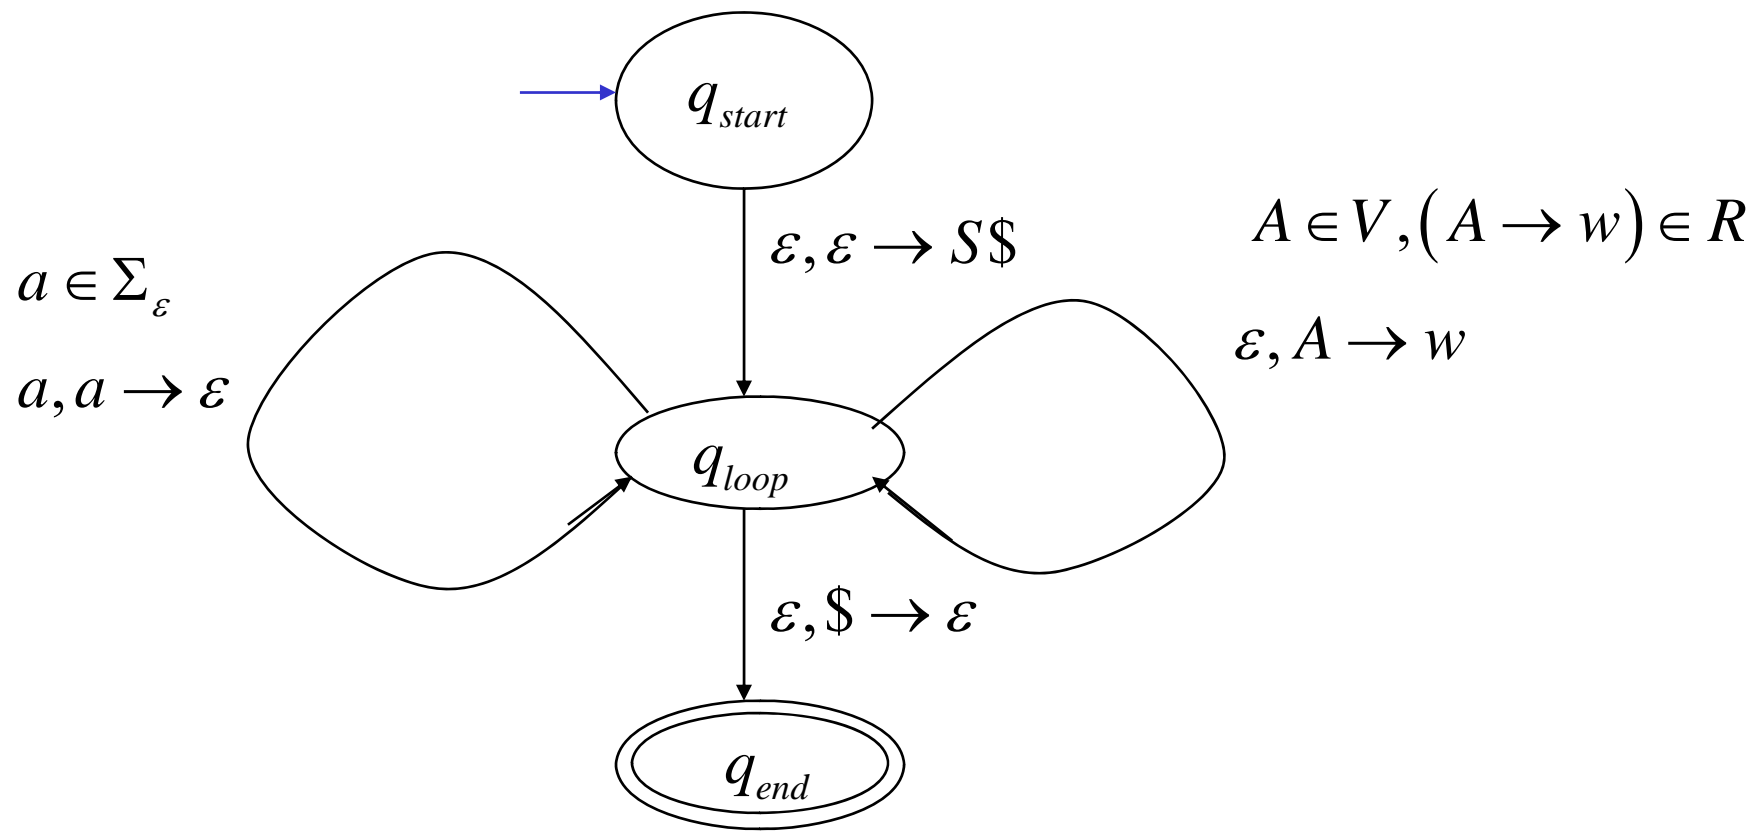 q_start
ε, ε → S$
A ∈ V, (A → w) ∈ R
a ∈ Σ_ε
ε, A → w
a, a → ε
q_loop
ε, $ → ε
q_end